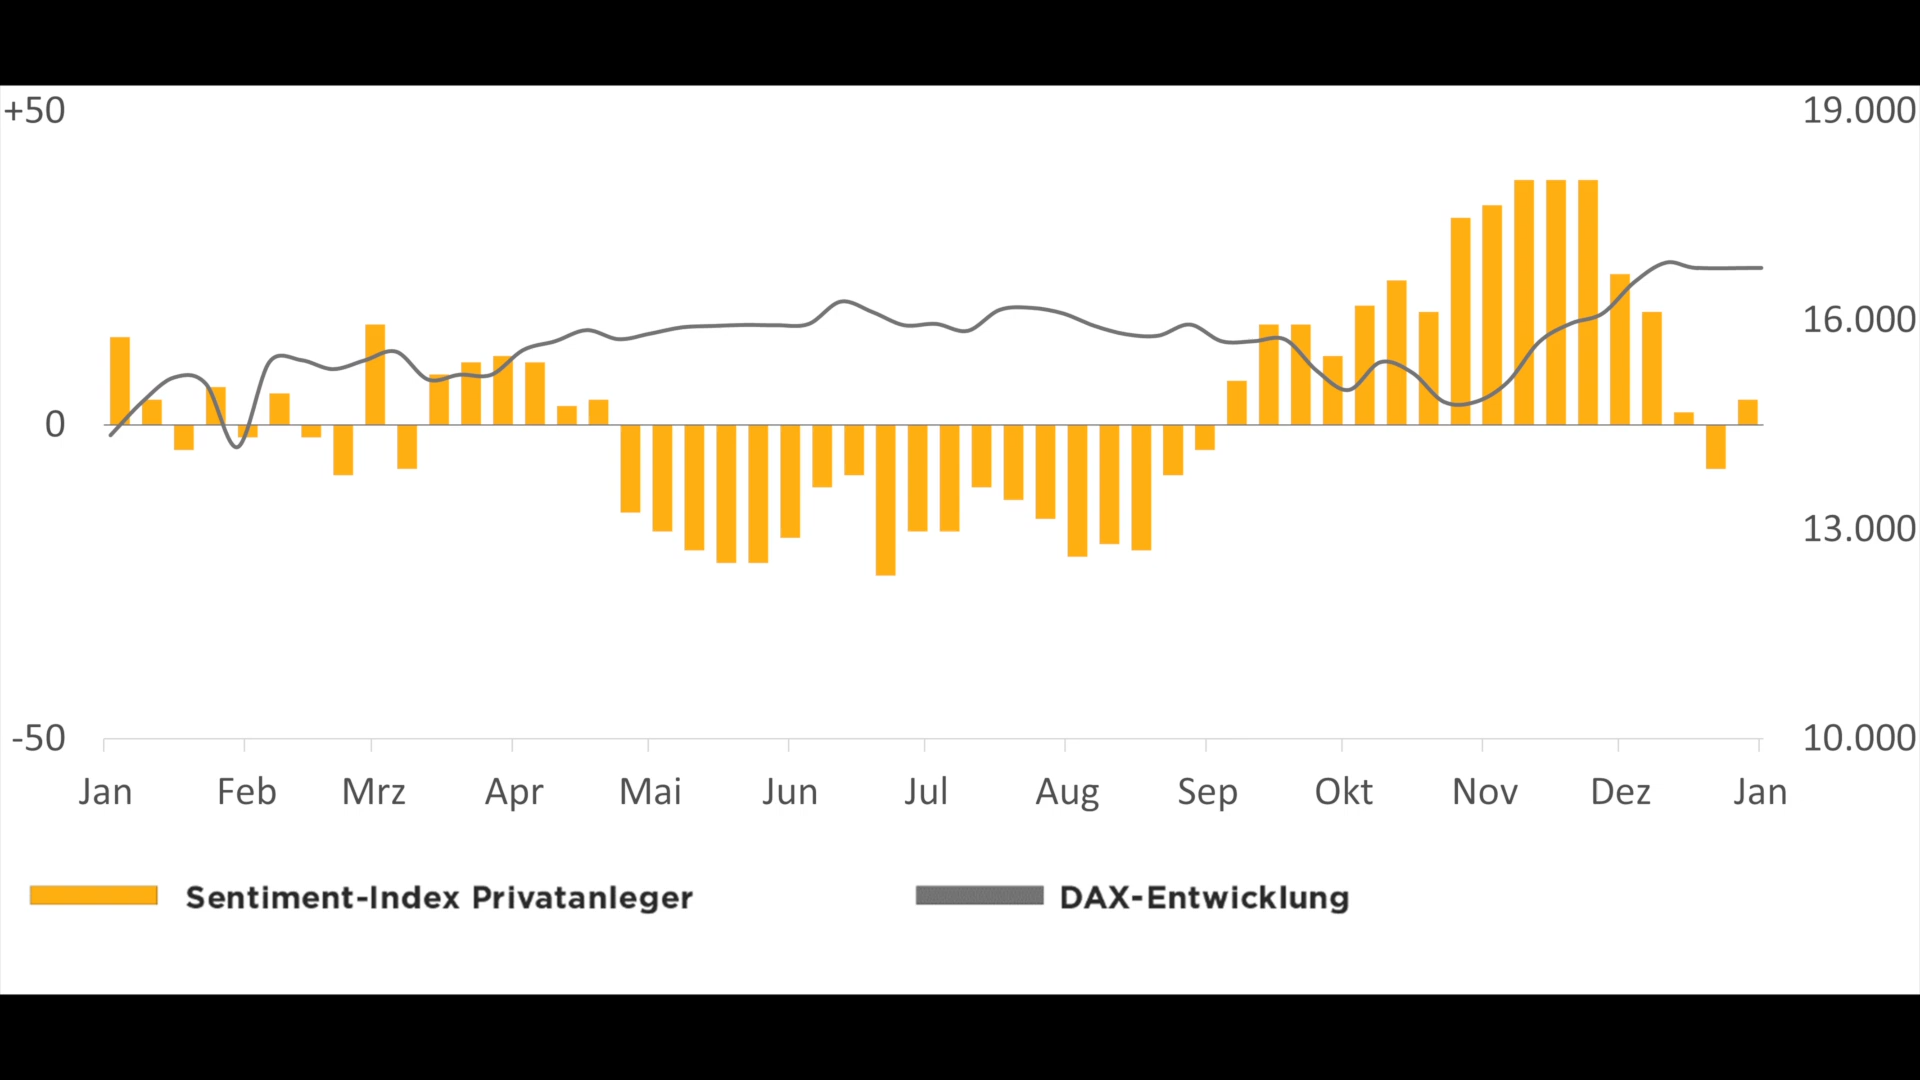 +50
19.000
16.000
0
13.000
-50
10.000
Jan Feb Mrz Apr Mai Jun Jul Aug Sep Okt Nov Dez Jan
Sentiment-Index Privatanleger
DAX-Entwicklung